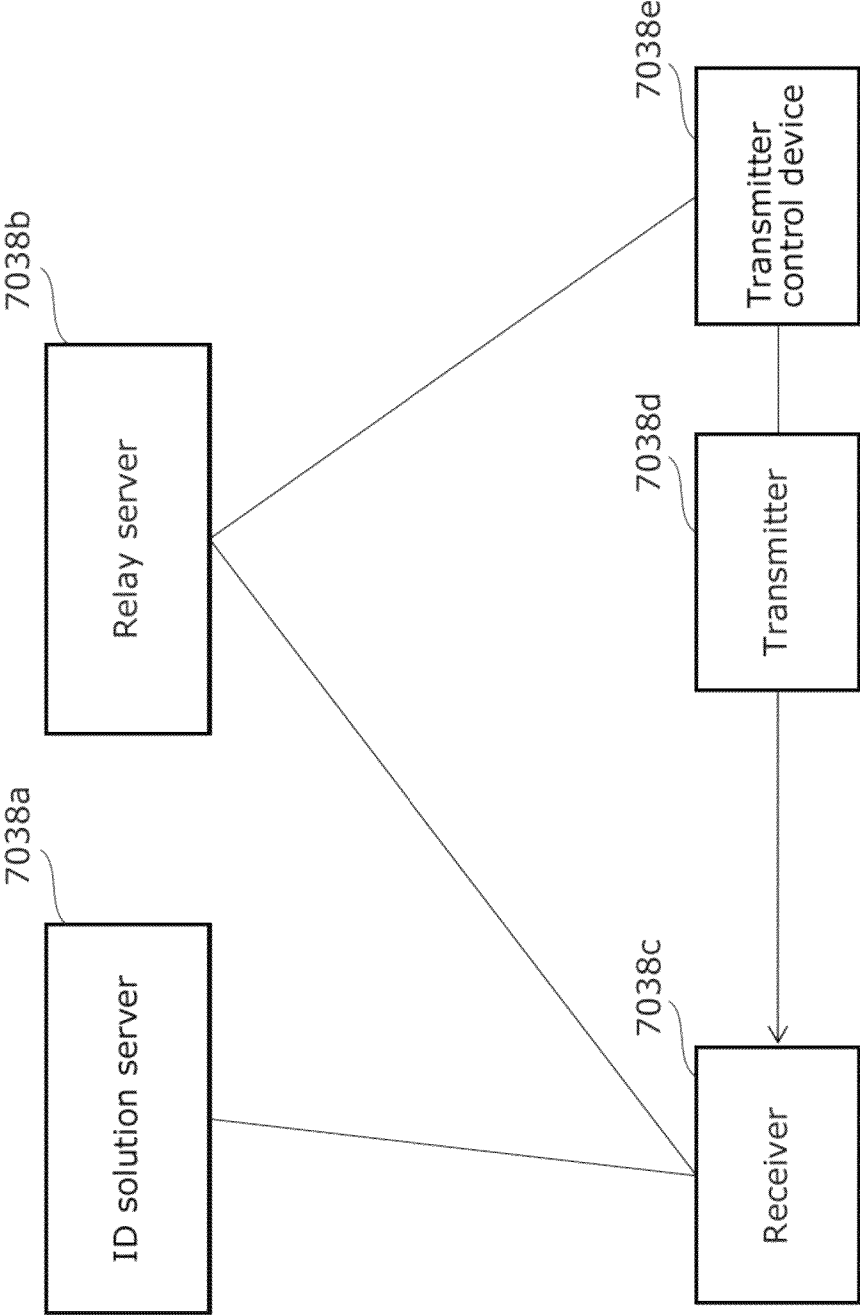 7038a
ID solution server
7038b
Relay server
7038c
Receiver
7038d
Transmitter
7038e
Transmitter
control device